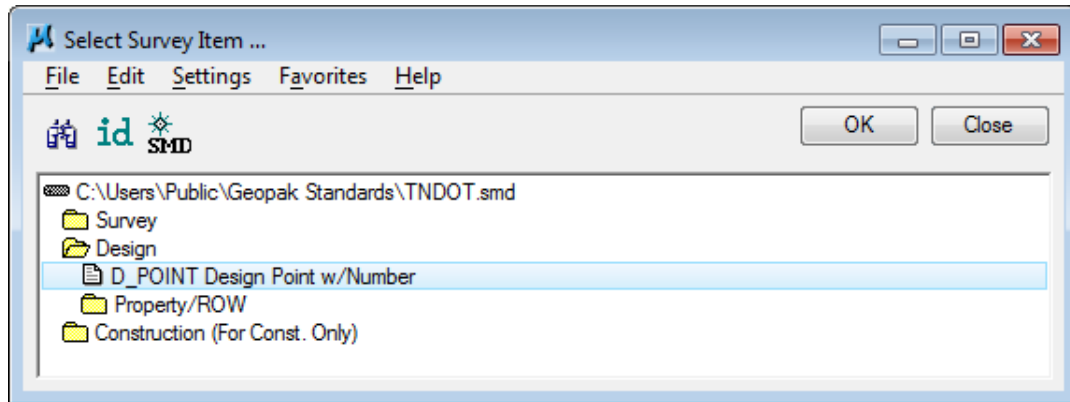 Select Survey Item ...
File Edit Settings Favorites Help
id SMD OK Close
C:\Users\Public\Geopak Standards\TNDOT.smd
Survey
Design
D_POINT Design Point w/Number
Property/ROW
Construction (For Const. Only)